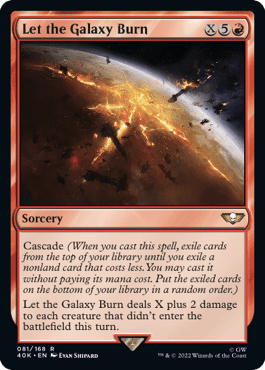 Let the Galaxy Burn X5
Sorcery
Cascade (When you cast this spell, exile cards
from the top of your library until you exile a
nonland card that costs less. You may cast it
without paying its mana cost. Put the exiled cards
on the bottom of your library in a random order.)
Let the Galaxy Burn deals X plus 2 damage
to each creature that didn't enter the
battlefield this turn.
081/168 R © GW
40K • EN EVAN SHIPARD ™ & © 2022 Wizards of the Coast